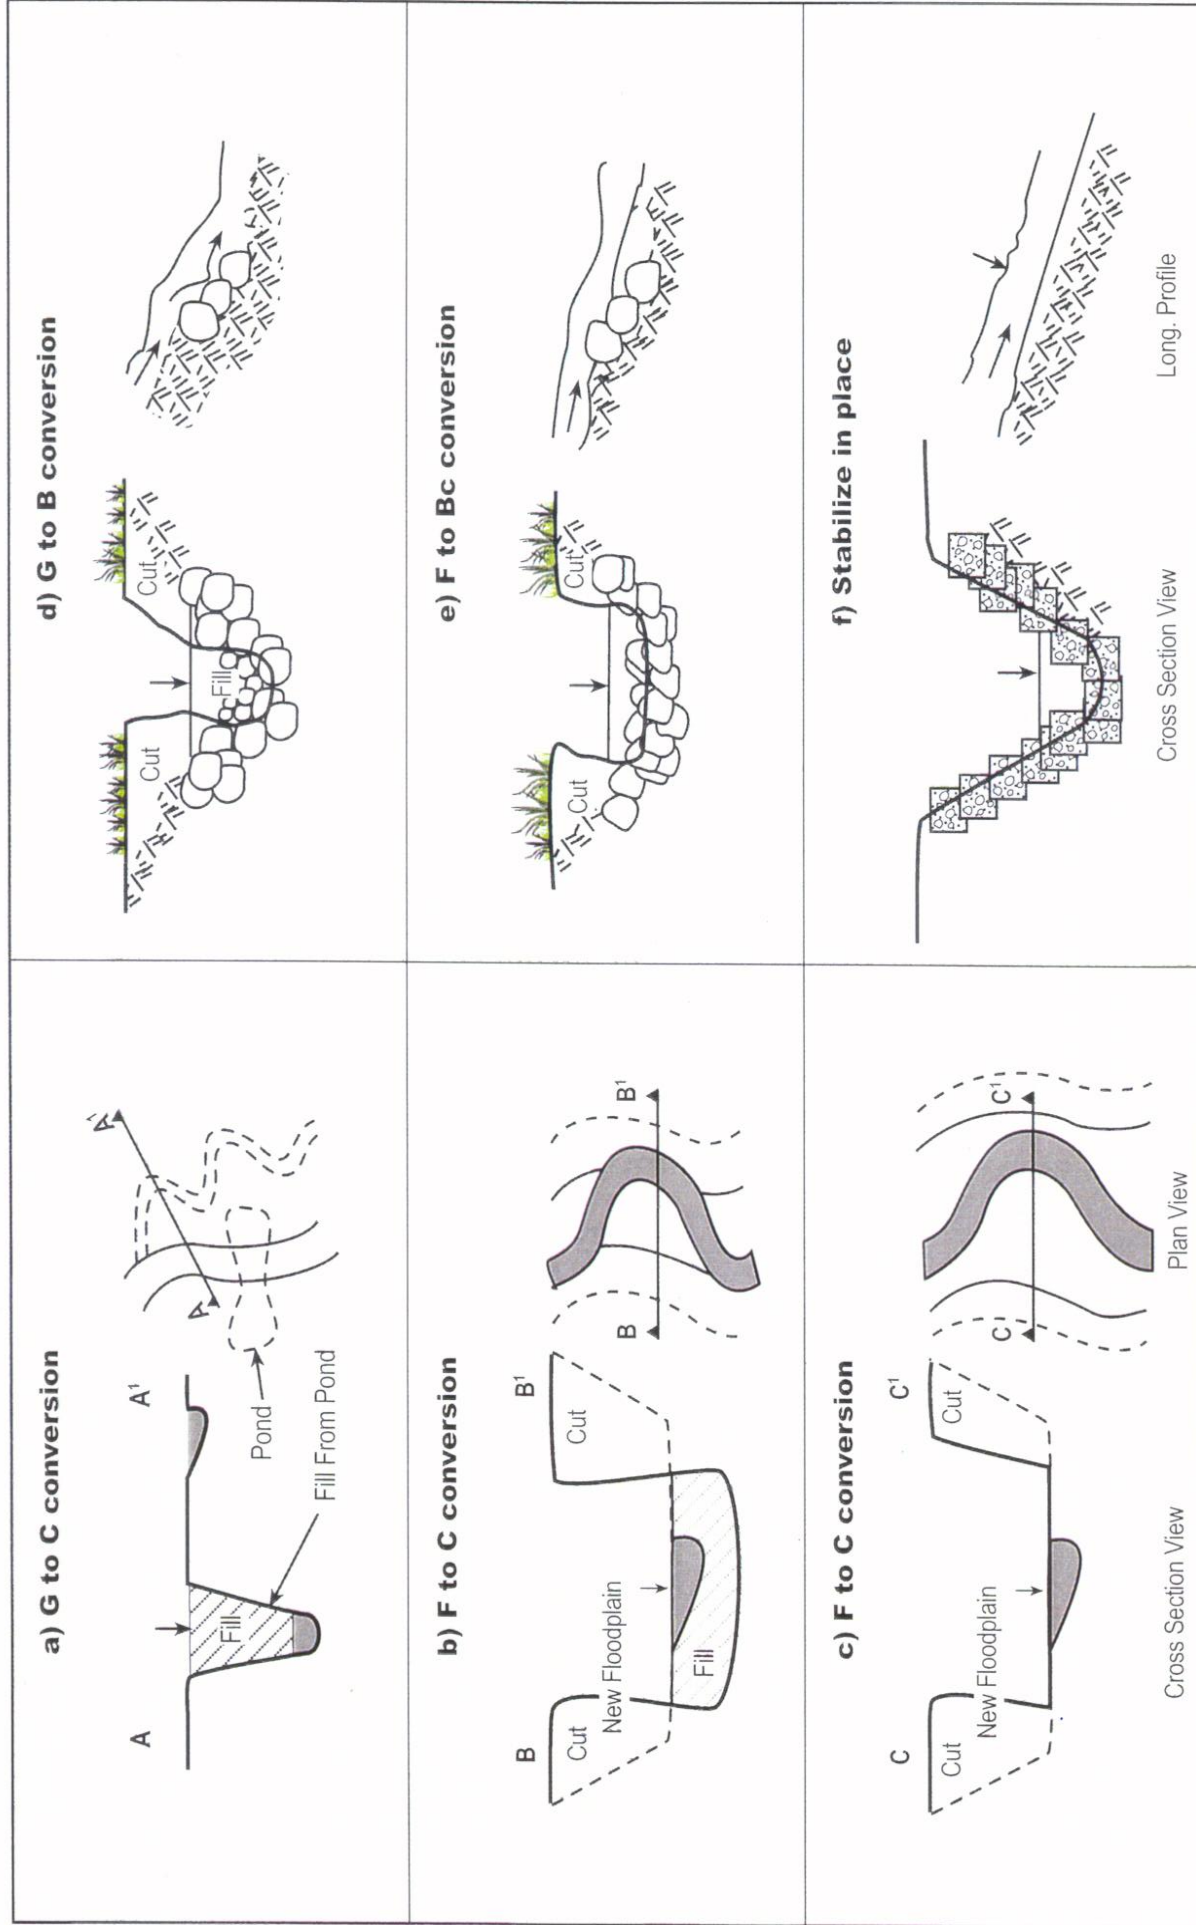 a) G to C conversion
A
A¹
Fill
Pond
Fill From Pond
A
A'
b) F to C conversion
B
B¹
Cut
Cut
New Floodplain
Fill
B
B¹
c) F to C conversion
C
C¹
Cut
Cut
New Floodplain
C
C¹
Cross Section View
Plan View
d) G to B conversion
Cut
Cut
Fill
e) F to Bc conversion
Cut
Cut
f) Stabilize in place
Cross Section View
Long. Profile